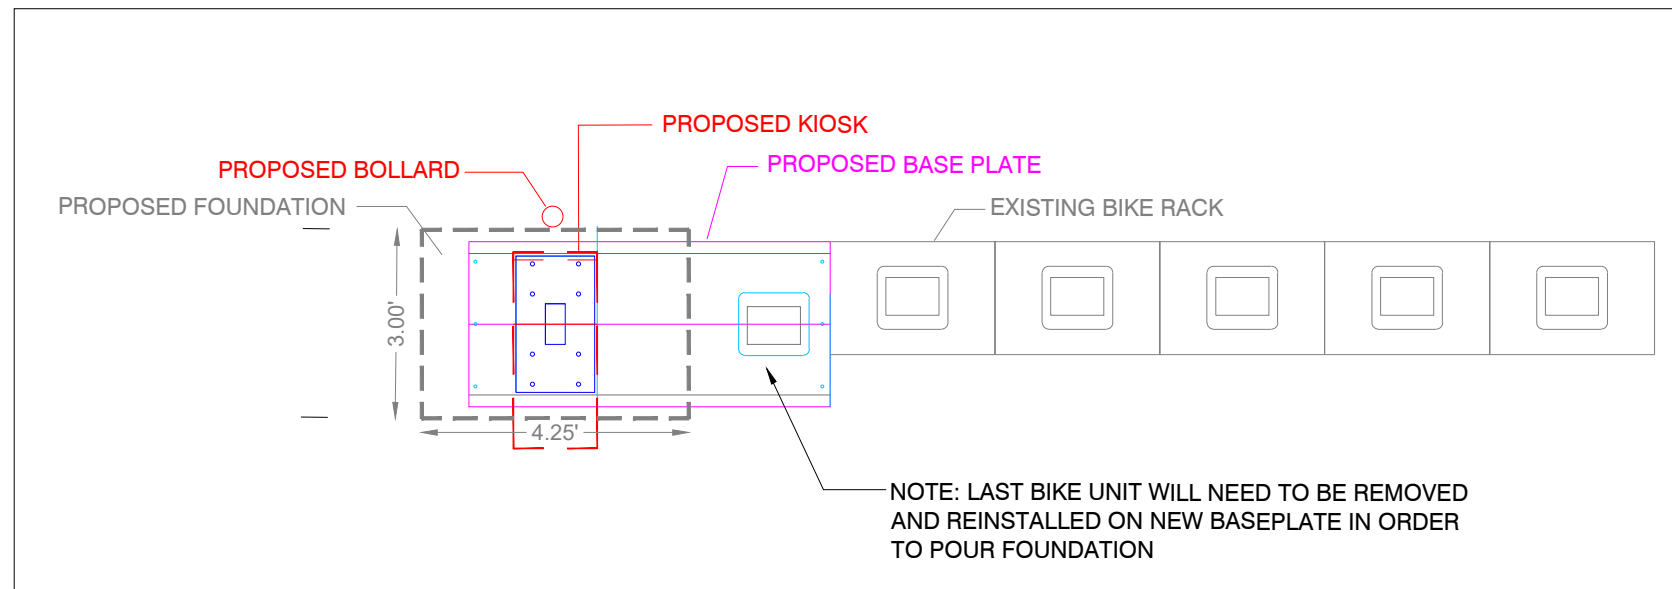 PROPOSED KIOSK
PROPOSED BOLLARD
PROPOSED BASE PLATE
PROPOSED FOUNDATION
EXISTING BIKE RACK
3.00'
4.25'
NOTE: LAST BIKE UNIT WILL NEED TO BE REMOVED
AND REINSTALLED ON NEW BASEPLATE IN ORDER
TO POUR FOUNDATION